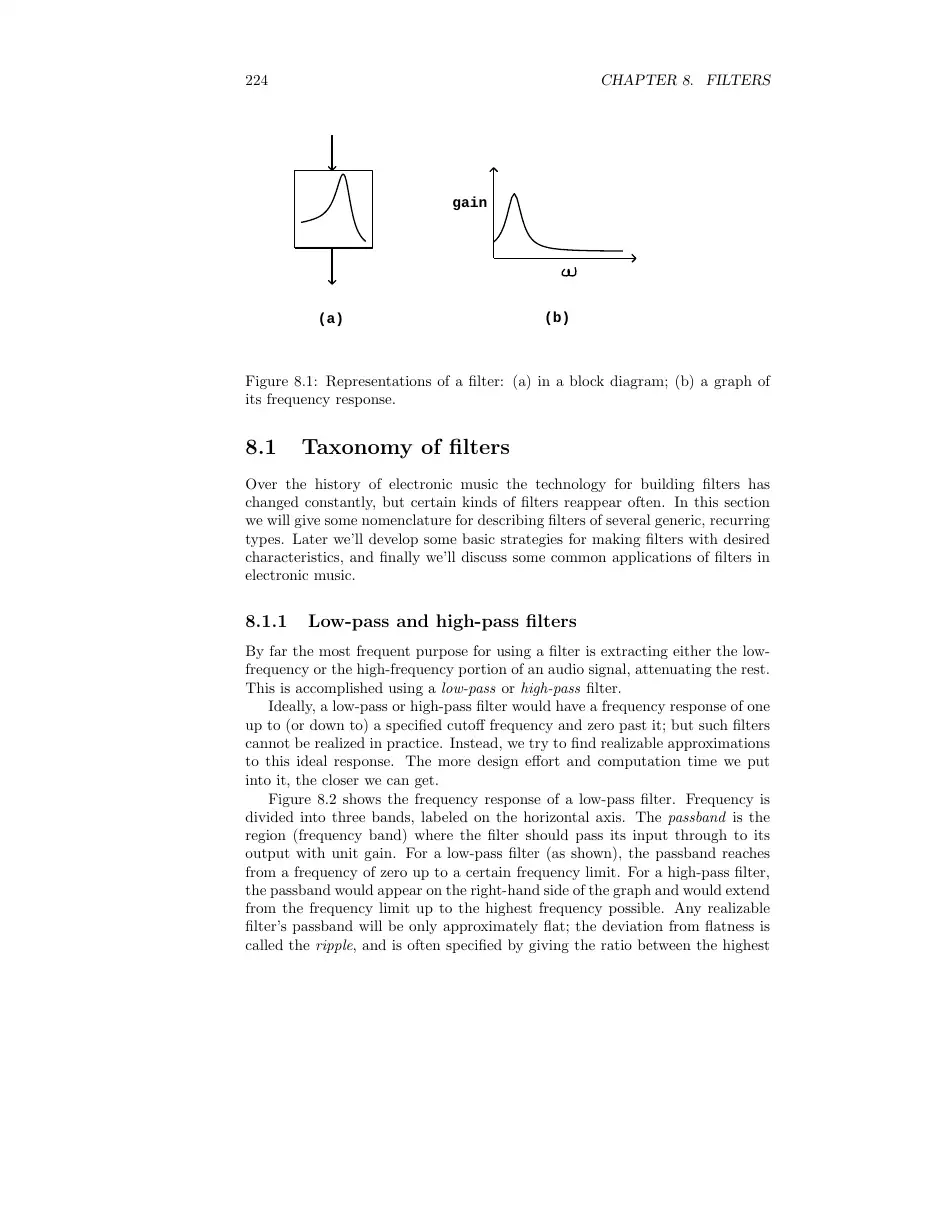 224 CHAPTER 8. FILTERS
gain
ω
(a) (b)
Figure 8.1: Representations of a filter: (a) in a block diagram; (b) a graph of
its frequency response.
8.1 Taxonomy of filters
Over the history of electronic music the technology for building filters has
changed constantly, but certain kinds of filters reappear often. In this section
we will give some nomenclature for describing filters of several generic, recurring
types. Later we'll develop some basic strategies for making filters with desired
characteristics, and finally we'll discuss some common applications of filters in
electronic music.
8.1.1 Low-pass and high-pass filters
By far the most frequent purpose for using a filter is extracting either the low-
frequency or the high-frequency portion of an audio signal, attenuating the rest.
This is accomplished using a low-pass or high-pass filter.
Ideally, a low-pass or high-pass filter would have a frequency response of one
up to (or down to) a specified cutoff frequency and zero past it; but such filters
cannot be realized in practice. Instead, we try to find realizable approximations
to this ideal response. The more design effort and computation time we put
into it, the closer we can get.
Figure 8.2 shows the frequency response of a low-pass filter. Frequency is
divided into three bands, labeled on the horizontal axis. The passband is the
region (frequency band) where the filter should pass its input through to its
output with unit gain. For a low-pass filter (as shown), the passband reaches
from a frequency of zero up to a certain frequency limit. For a high-pass filter,
the passband would appear on the right-hand side of the graph and would extend
from the frequency limit up to the highest frequency possible. Any realizable
filter's passband will be only approximately flat; the deviation from flatness is
called the ripple, and is often specified by giving the ratio between the highest